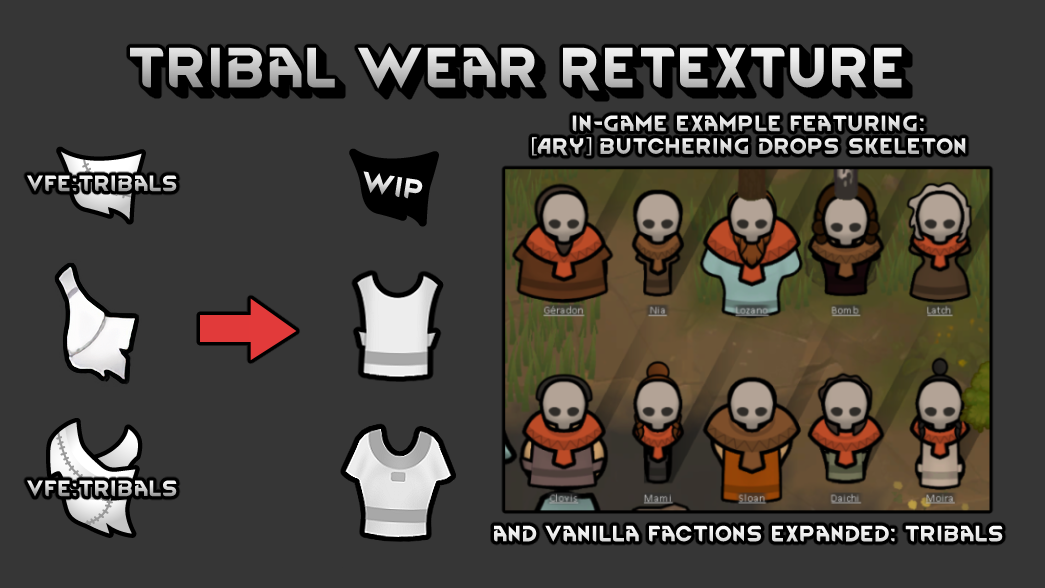 TRIBAL WEAR RETEXTURE
IN-GAME EXAMPLE FEATURING:
[ARY] BUTCHERING DROPS SKELETON
VFE:TRIBALS
WIP
Géradon
Nia
Lozano
Bomb
Latch
VFE:TRIBALS
Clovis
Mami
Sloan
Daichi
Moira
AND VANILLA FACTIONS EXPANDED: TRIBALS